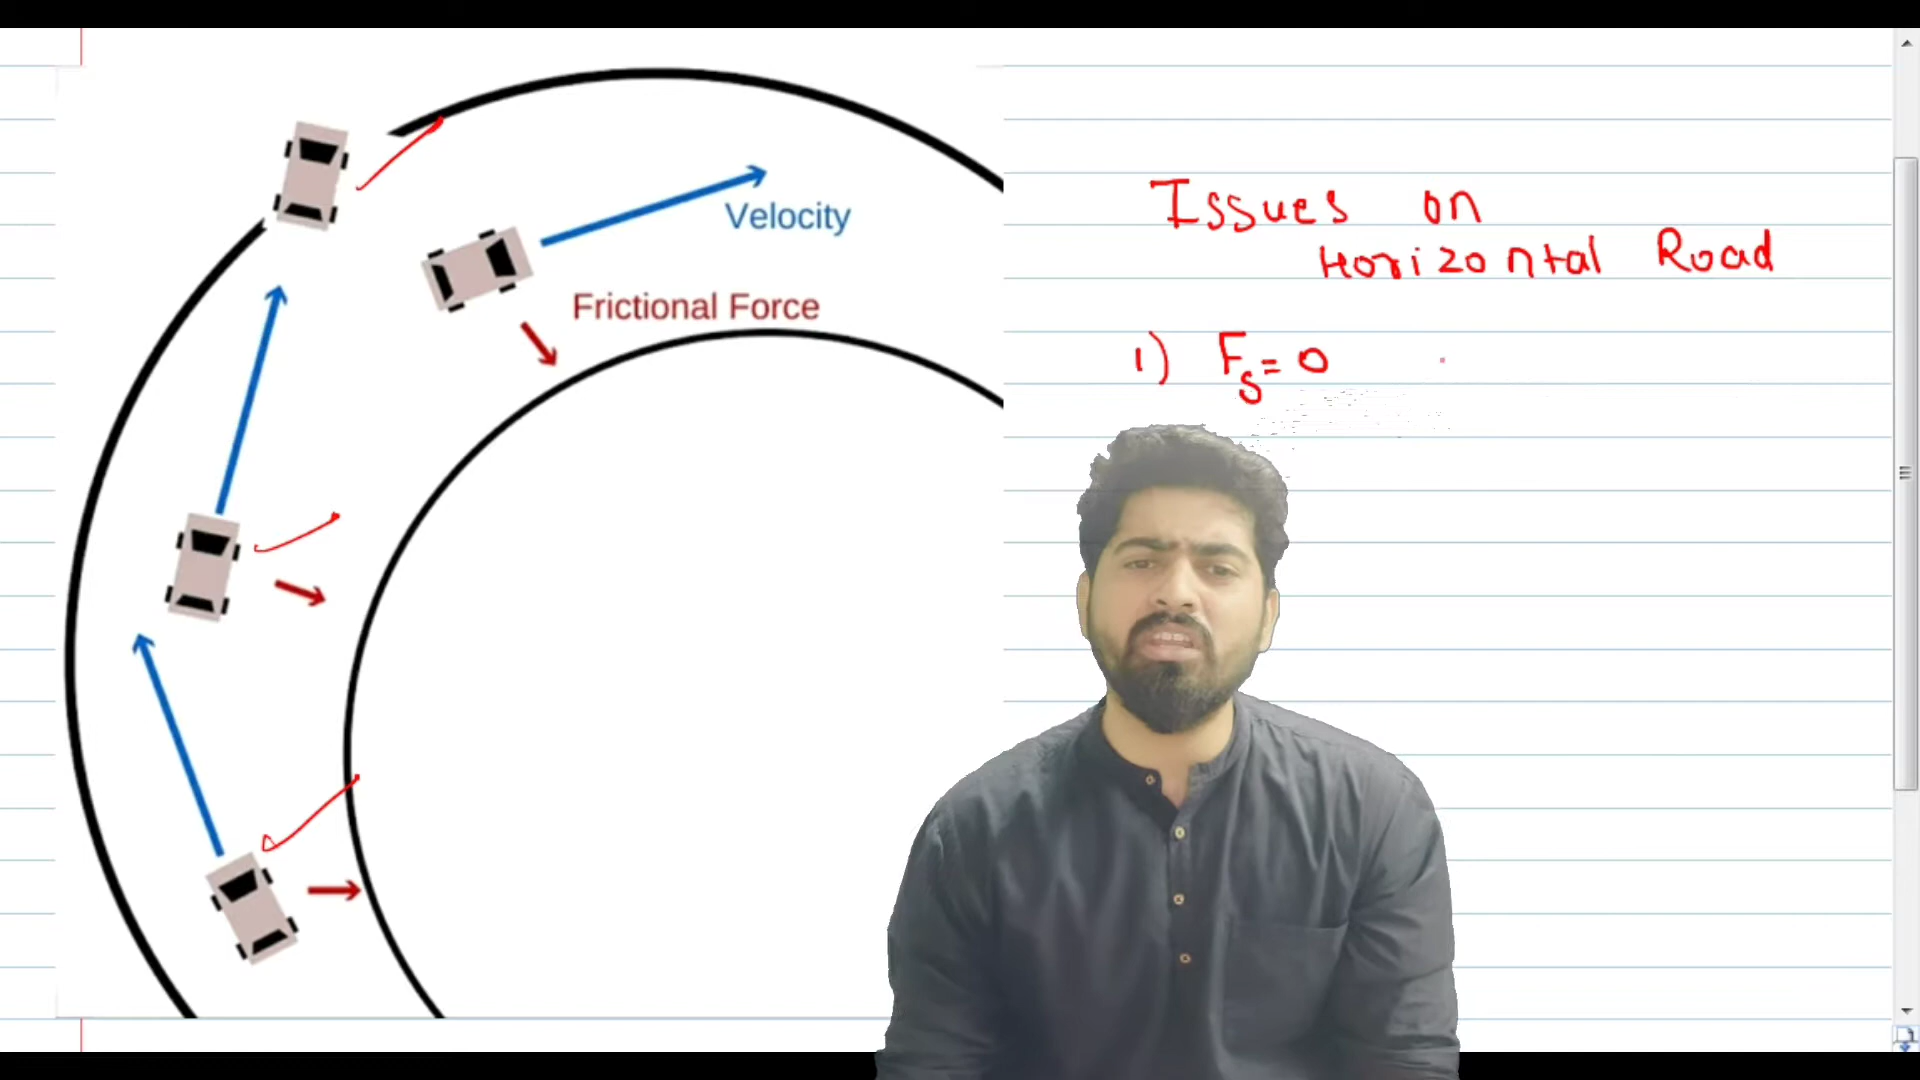 Velocity
Frictional Force
Issues on
Horizontal Road
1) Fs = 0